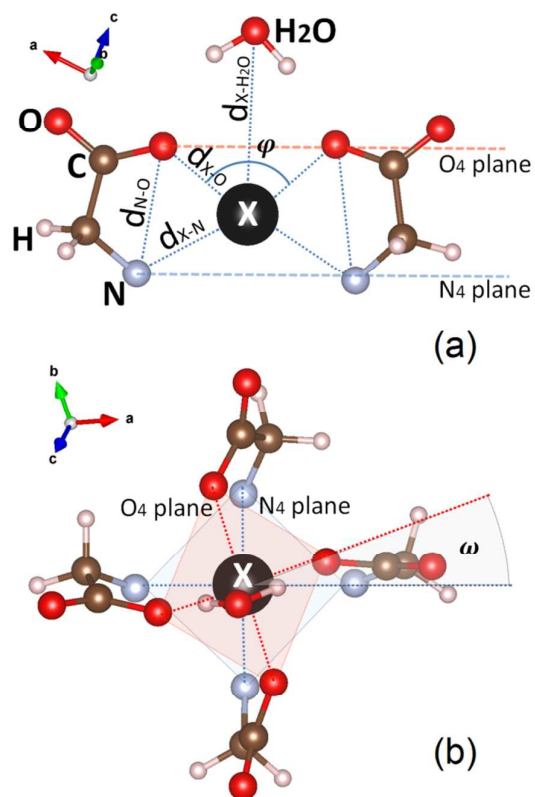 a
c
b
H2O
dX-H2O
O
C
dX-O
φ
O4 plane
dN-O
dX-N
X
H
N
N4 plane
(a)
b
a
c
O4 plane
N4 plane
X
ω
(b)